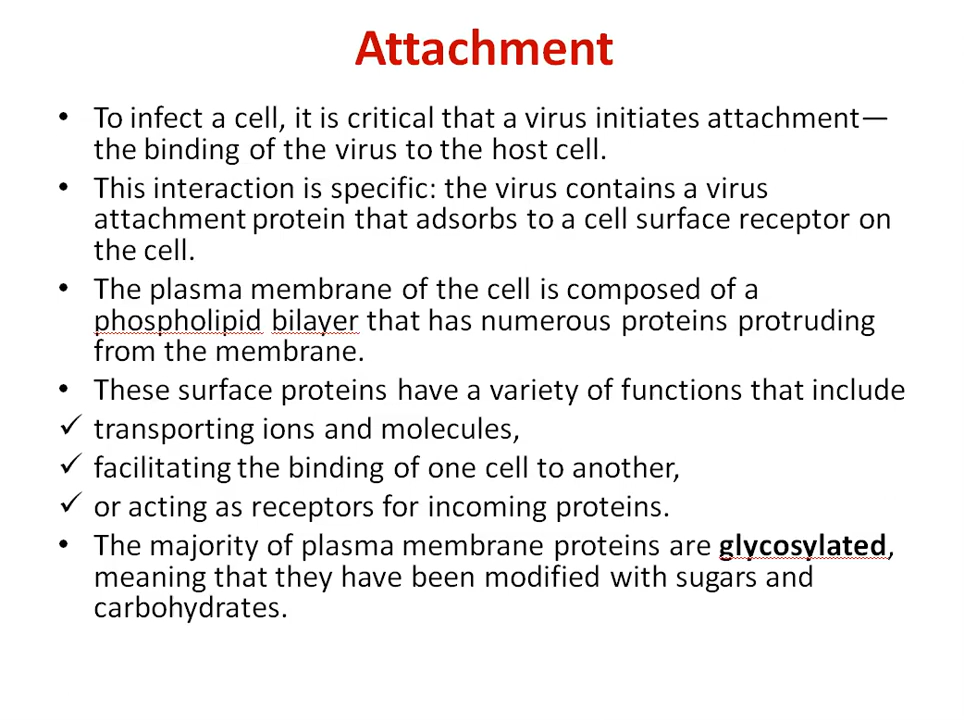 Attachment
• To infect a cell, it is critical that a virus initiates attachment—
the binding of the virus to the host cell.
• This interaction is specific: the virus contains a virus
attachment protein that adsorbs to a cell surface receptor on
the cell.
• The plasma membrane of the cell is composed of a
phospholipid bilayer that has numerous proteins protruding
from the membrane.
• These surface proteins have a variety of functions that include
✓ transporting ions and molecules,
✓ facilitating the binding of one cell to another,
✓ or acting as receptors for incoming proteins.
• The majority of plasma membrane proteins are glycosylated,
meaning that they have been modified with sugars and
carbohydrates.